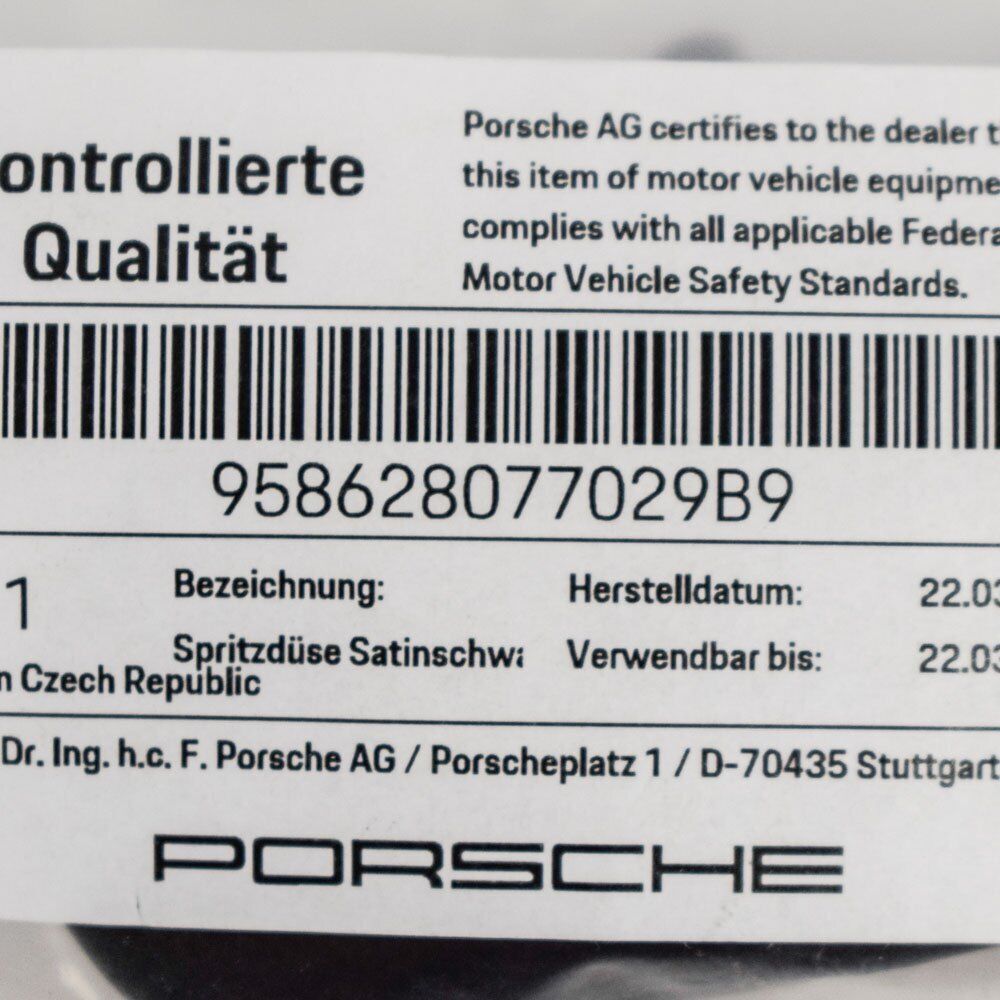 ontrollierte
Qualität
Porsche AG certifies to the dealer t
this item of motor vehicle equipme
complies with all applicable Federa
Motor Vehicle Safety Standards.
958628077029B9
1
Bezeichnung:
Herstelldatum:
22.03
Spritzdüse Satinschwa
Verwendbar bis:
22.03
n Czech Republic
Dr. Ing. h.c. F. Porsche AG / Porscheplatz 1 / D-70435 Stuttgart
PORSCHE